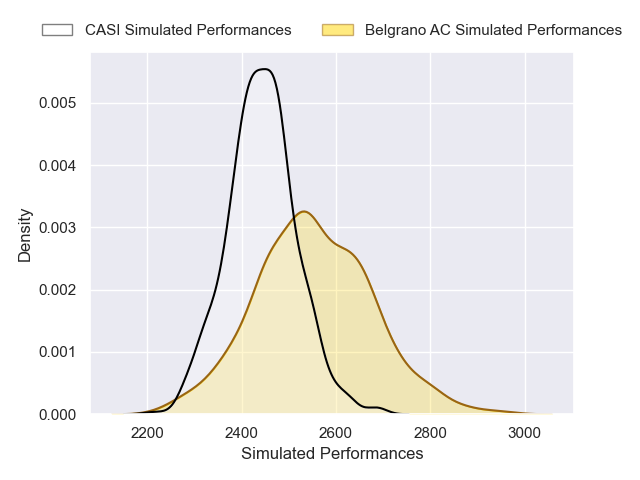 CASI Simulated Performances
Belgrano AC Simulated Performances
0.005
0.004
0.003
0.002
0.001
0.000
Density
2200
2400
2600
2800
3000
Simulated Performances